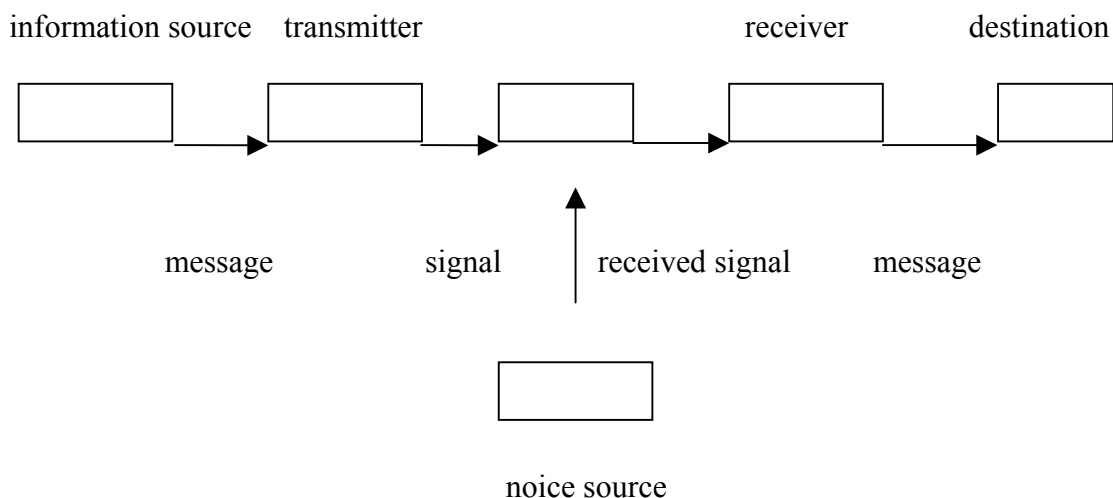 information source transmitter receiver destination
message signal received signal message
noice source